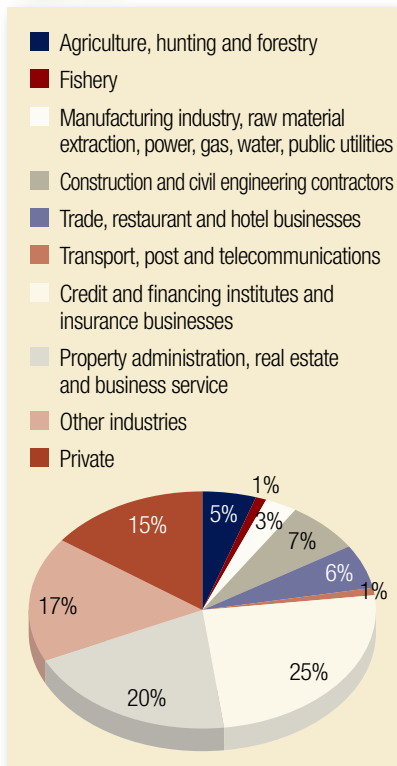 Agriculture, hunting and forestry
Fishery
Manufacturing industry, raw material
extraction, power, gas, water, public utilities
Construction and civil engineering contractors
Trade, restaurant and hotel businesses
Transport, post and telecommunications
Credit and financing institutes and
insurance businesses
Property administration, real estate
and business service
Other industries
Private
1%
5%
3%
15%
7%
6%
1%
17%
25%
20%